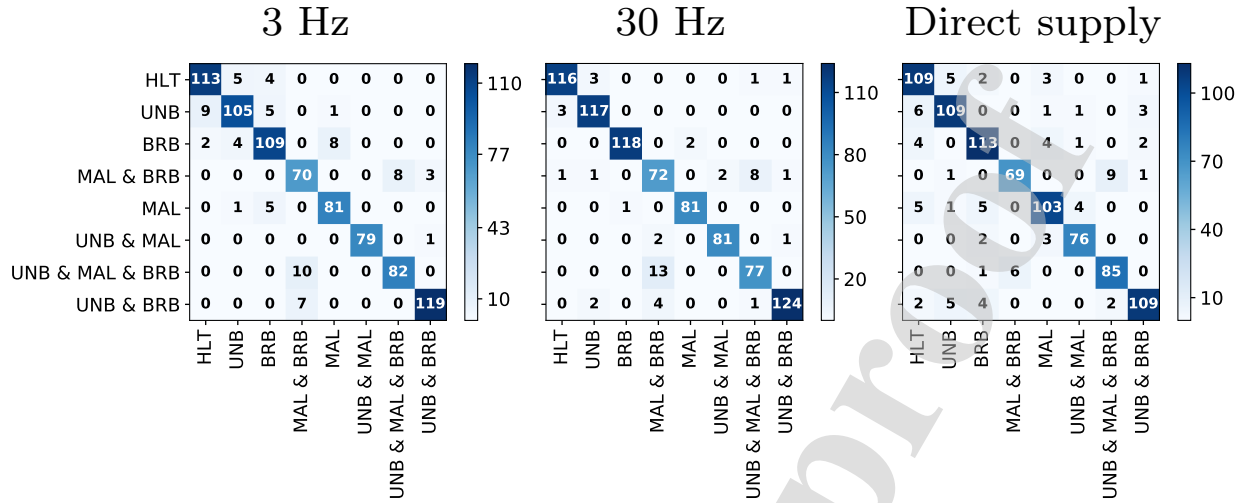 3 Hz 30 Hz Direct supply
HLT 113 5 4 0 0 0 0 0 110 116 3 0 0 0 0 1 1 110 109 5 2 0 3 0 0 1 100
UNB 9 105 5 0 1 0 0 0 3 117 0 0 0 0 0 0 6 109 0 0 1 1 0 3
BRB 2 4 109 0 8 0 0 0 77 0 0 118 0 2 0 0 0 80 4 0 113 0 4 1 0 2 70
MAL & BRB 0 0 0 70 0 0 8 3 1 1 0 72 0 2 8 1 0 1 0 69 0 0 9 1
MAL 0 1 5 0 81 0 0 0 43 0 0 1 0 81 0 0 0 50 5 1 5 0 103 4 0 0 40
UNB & MAL 0 0 0 0 0 79 0 1 0 0 0 2 0 81 0 1 0 0 2 0 3 76 0 0
UNB & MAL & BRB 0 0 0 10 0 0 82 0 10 0 0 0 13 0 0 77 0 20 0 0 1 6 0 0 85 0 10
UNB & BRB 0 0 0 7 0 0 0 119 0 2 0 4 0 0 1 124 2 5 4 0 0 0 2 109
HLT UNB BRB MAL & BRB MAL UNB & MAL UNB & MAL & BRB UNB & BRB HLT UNB BRB MAL & BRB MAL UNB & MAL UNB & MAL & BRB UNB & BRB HLT UNB BRB MAL & BRB MAL UNB & MAL UNB & MAL & BRB UNB & BRB
proof